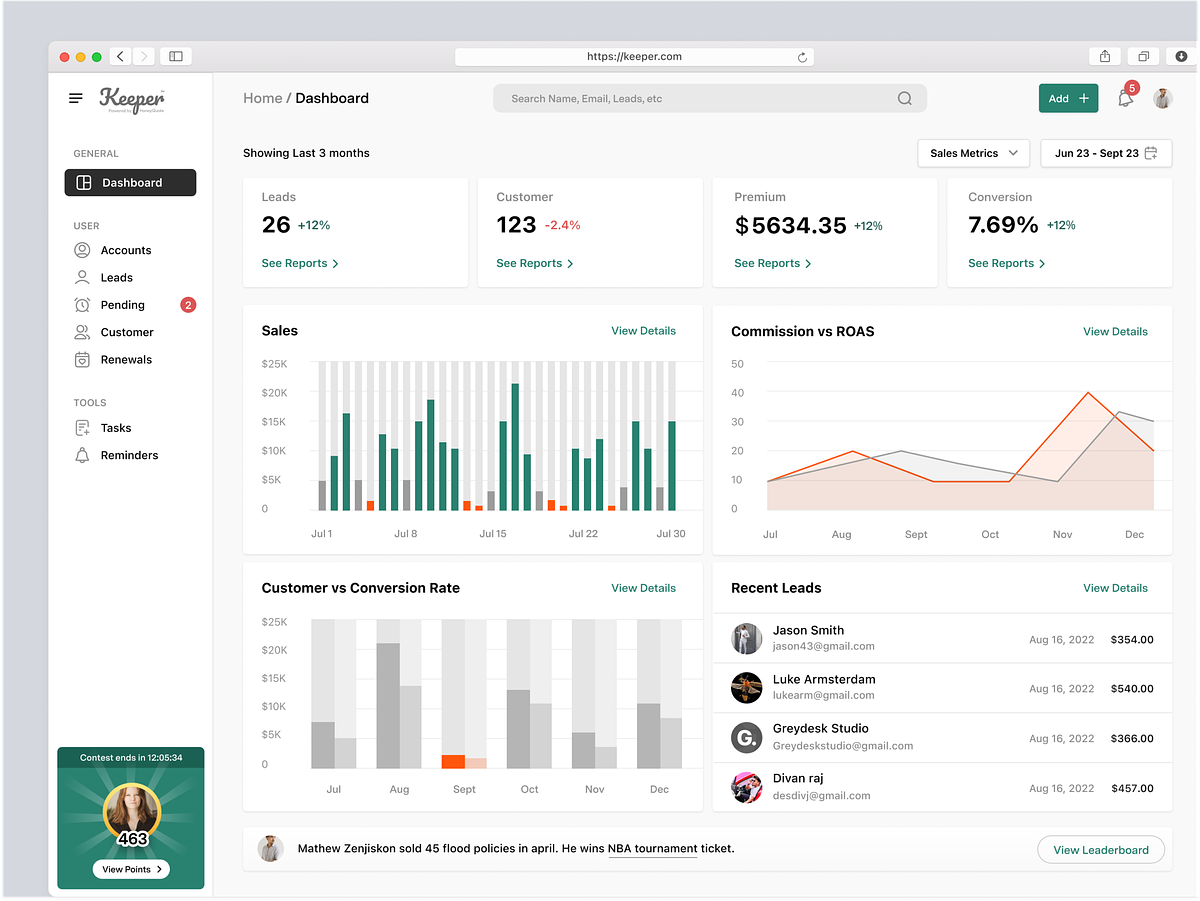 https://keeper.com
Keeper
Powered by HoneyQuote
Home / Dashboard
Search Name, Email, Leads, etc
Add +
5
GENERAL
Dashboard
USER
Accounts
Leads
Pending 2
Customer
Renewals
TOOLS
Tasks
Reminders
Contest ends in 12:05:34
463
View Points
Showing Last 3 months
Sales Metrics
Jun 23 - Sept 23
Leads
26 +12%
See Reports
Customer
123 -2.4%
See Reports
Premium
$5634.35 +12%
See Reports
Conversion
7.69% +12%
See Reports
Sales
View Details
$25K
$20K
$15K
$10K
$5K
0
Jul 1 Jul 8 Jul 15 Jul 22 Jul 30
Commission vs ROAS
View Details
50
40
30
20
10
0
Jul Aug Sept Oct Nov Dec
Customer vs Conversion Rate
View Details
$25K
$20K
$15K
$10K
$5K
0
Jul Aug Sept Oct Nov Dec
Recent Leads
View Details
Jason Smith
jason43@gmail.com
Aug 16, 2022 $354.00
Luke Armsterdam
lukearm@gmail.com
Aug 16, 2022 $540.00
G.
Greydesk Studio
Greydeskstudio@gmail.com
Aug 16, 2022 $366.00
Divan raj
desdivj@gmail.com
Aug 16, 2022 $457.00
Mathew Zenjiskon sold 45 flood policies in april. He wins NBA tournament ticket.
View Leaderboard